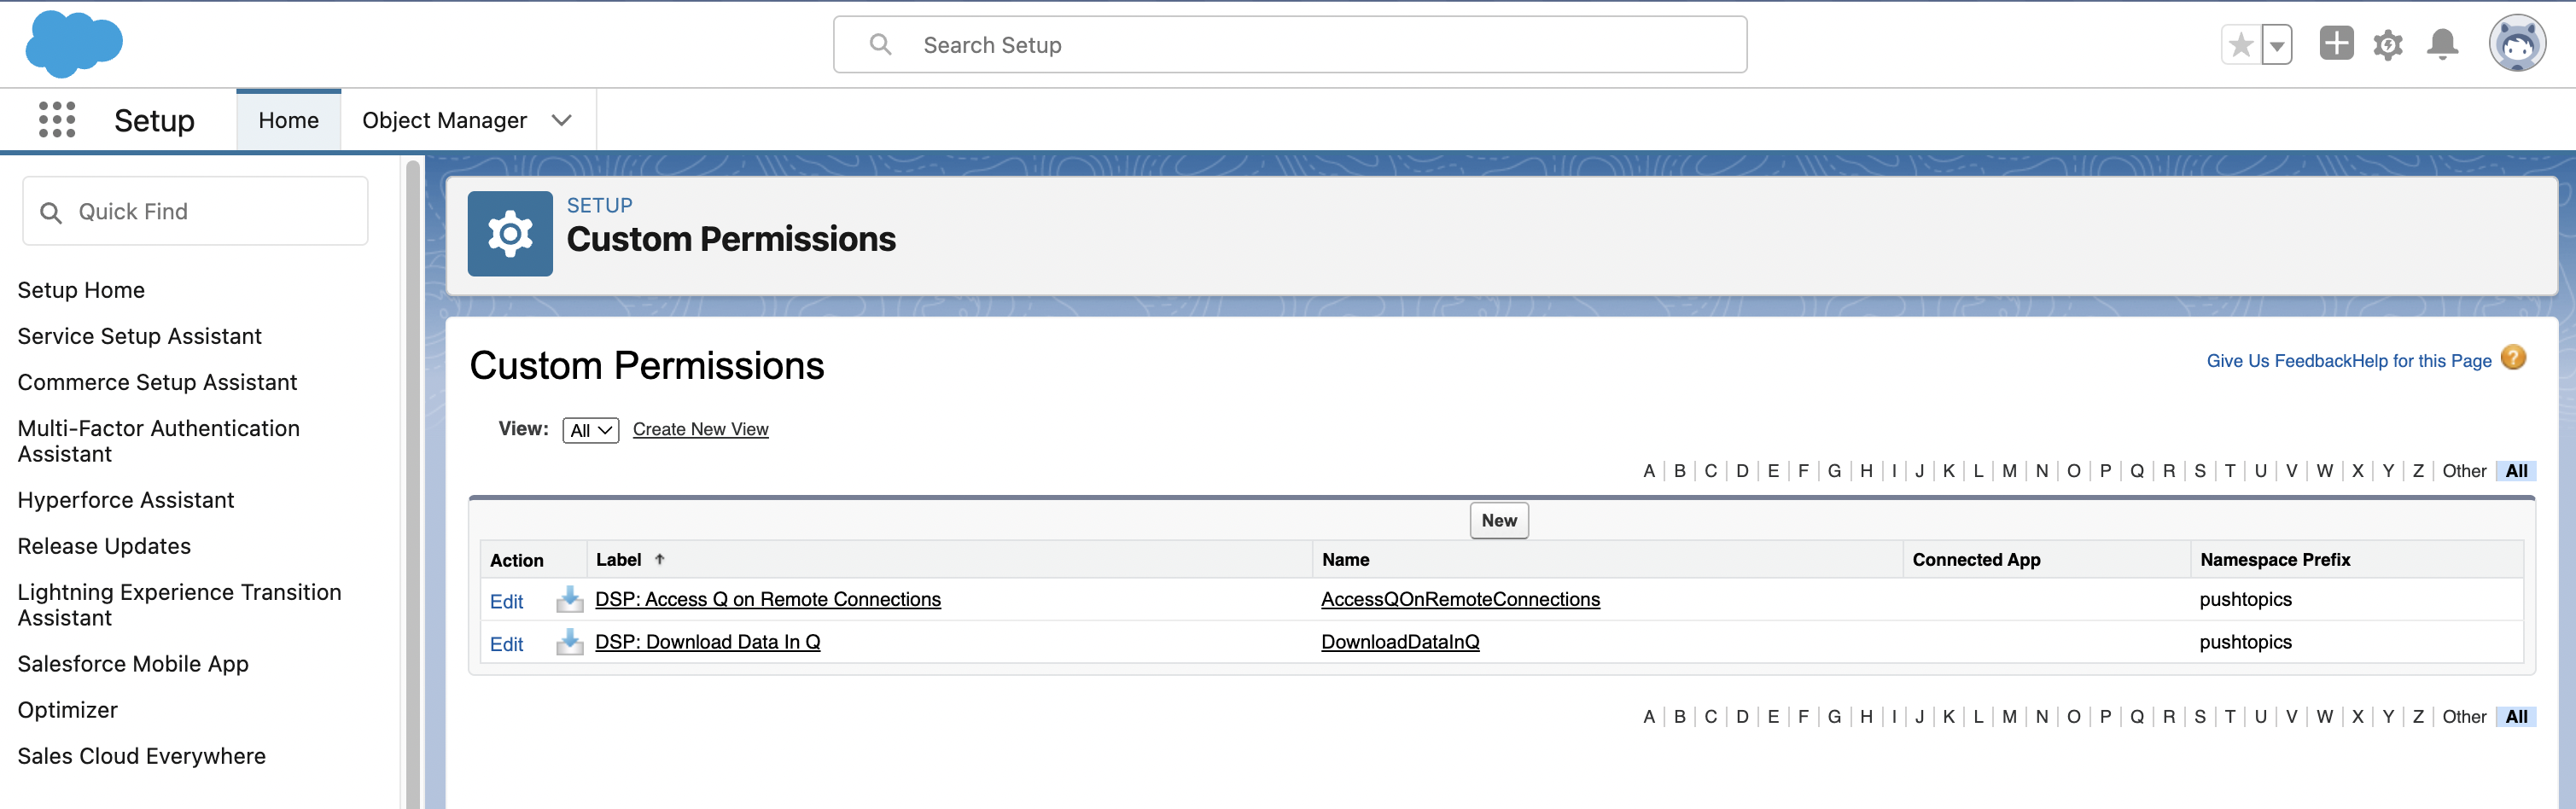 Search Setup
Setup
Home
Object Manager
Quick Find
Setup Home
Service Setup Assistant
Commerce Setup Assistant
Multi-Factor Authentication
Assistant
Hyperforce Assistant
Release Updates
Lightning Experience Transition
Assistant
Salesforce Mobile App
Optimizer
Sales Cloud Everywhere
SETUP
Custom Permissions
Custom Permissions
Give Us FeedbackHelp for this Page ?
View: All Create New View
A | B | C | D | E | F | G | H | I | J | K | L | M | N | O | P | Q | R | S | T | U | V | W | X | Y | Z | Other | All
New
Action Label ↑ Name Connected App Namespace Prefix
Edit DSP: Access Q on Remote Connections AccessQOnRemoteConnections pushtopics
Edit DSP: Download Data In Q DownloadDataInQ pushtopics
A | B | C | D | E | F | G | H | I | J | K | L | M | N | O | P | Q | R | S | T | U | V | W | X | Y | Z | Other | All